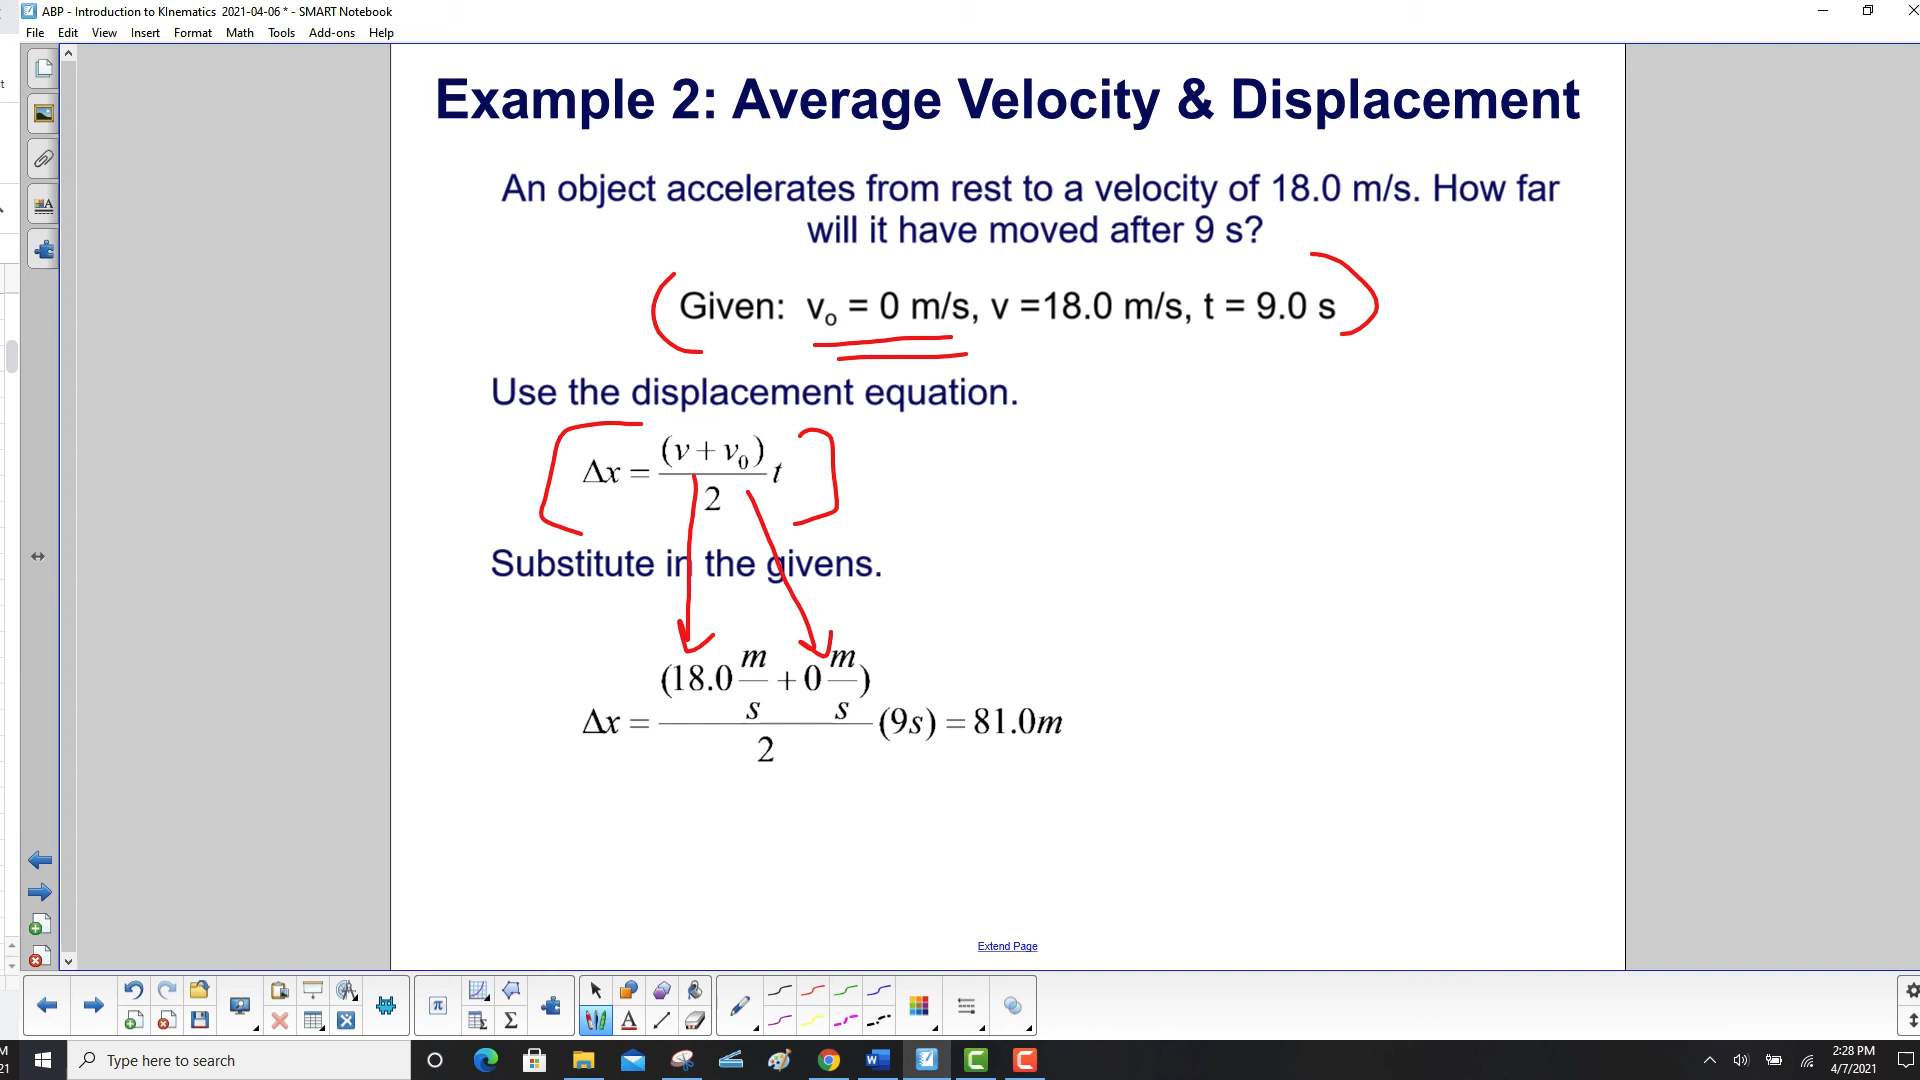 ABP - Introduction to KInematics 2021-04-06 * - SMART Notebook
File Edit View Insert Format Math Tools Add-ons Help
Example 2: Average Velocity & Displacement
An object accelerates from rest to a velocity of 18.0 m/s. How far
will it have moved after 9 s?
Given: vₒ = 0 m/s, v =18.0 m/s, t = 9.0 s
Use the displacement equation.
Δx = (v + v₀) / 2 t
Substitute in the givens.
Δx = (18.0 m/s + 0 m/s) / 2 (9s) = 81.0m
Extend Page
Type here to search
2:28 PM
4/7/2021